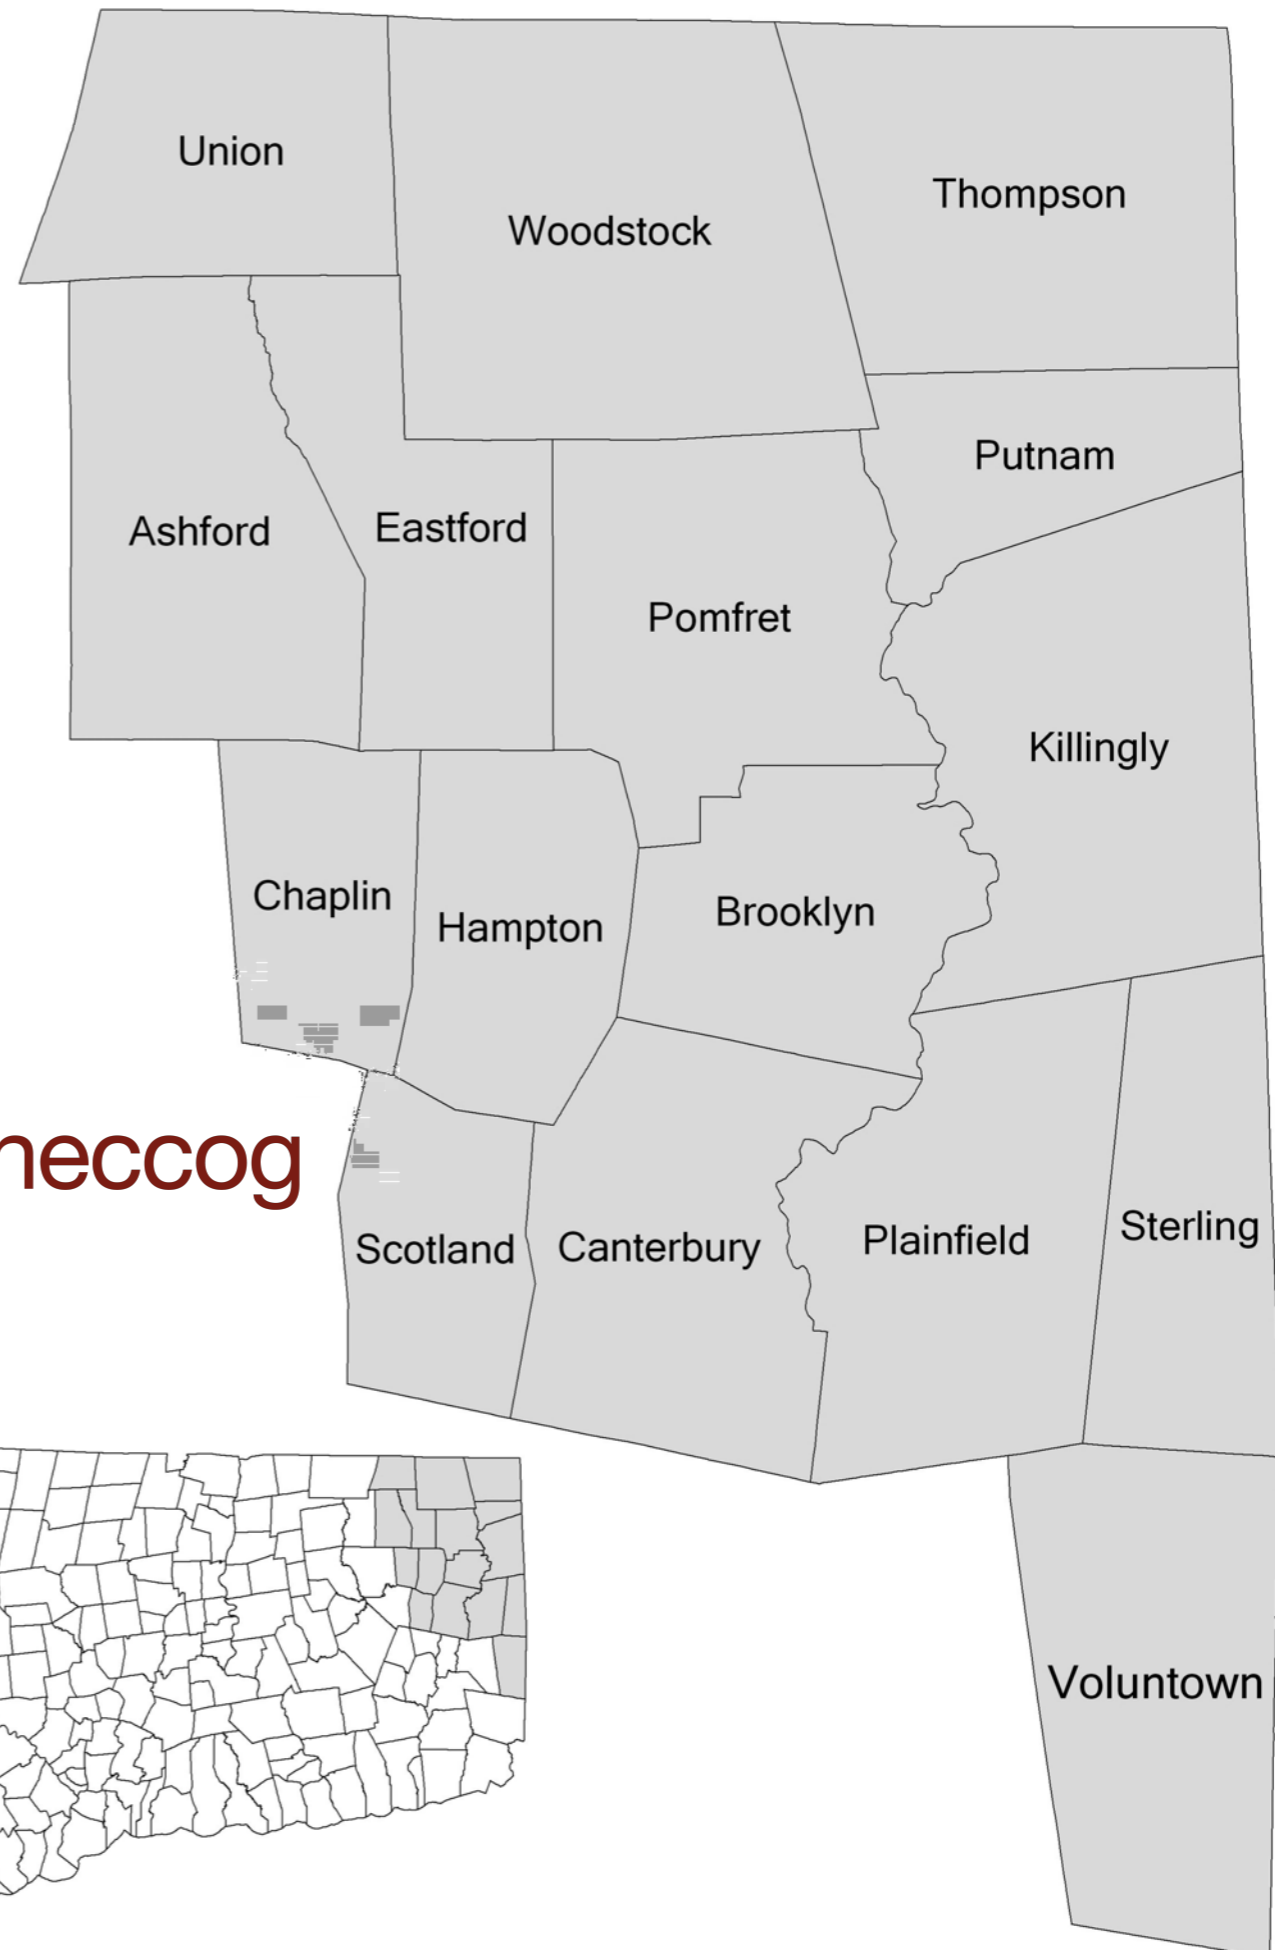 Union
Thompson
Woodstock
Putnam
Ashford
Eastford
Pomfret
Killingly
Chaplin
Brooklyn
Hampton
neccog
Scotland
Canterbury
Plainfield
Sterling
Voluntown